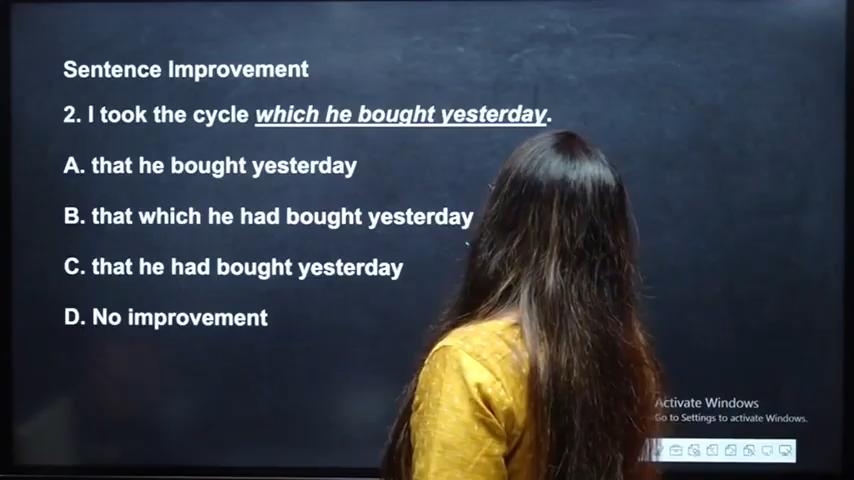 Sentence Improvement
2. I took the cycle which he bought yesterday.
A. that he bought yesterday
B. that which he had bought yesterday
C. that he had bought yesterday
D. No improvement
Activate Windows
Go to Settings to activate Windows.